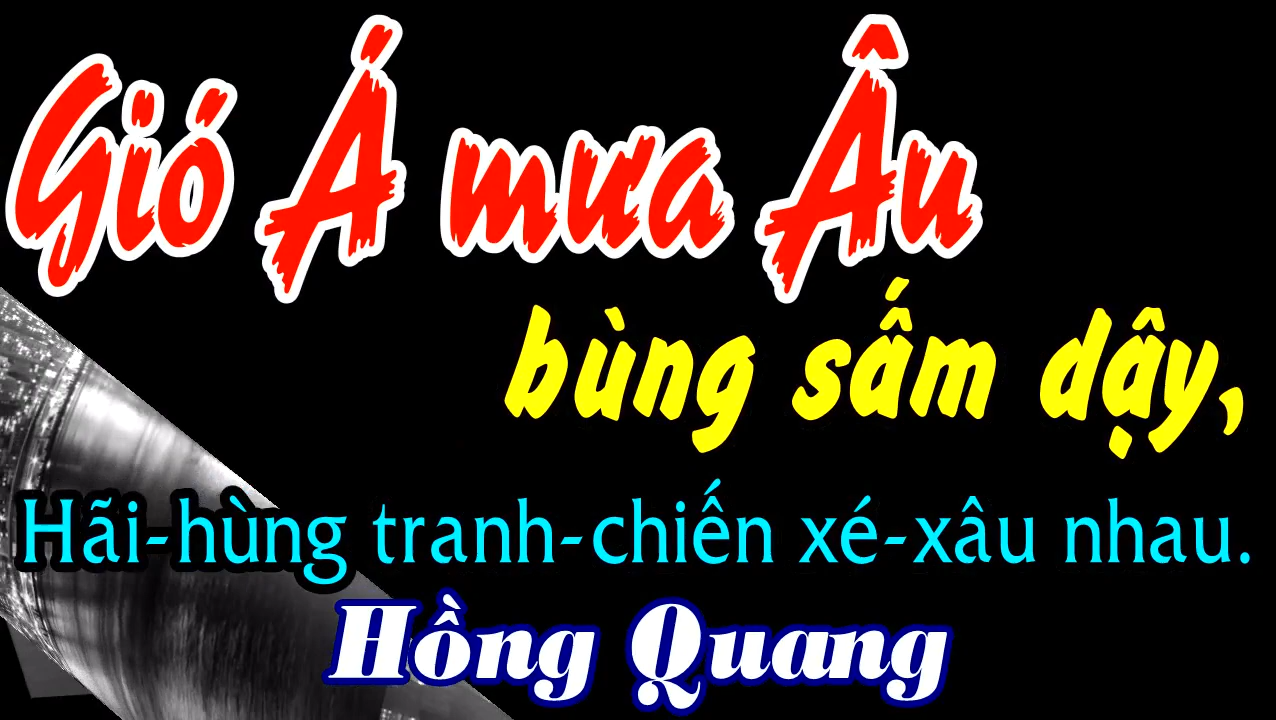 Gió Á mưa Âu
bùng sấm dậy,
Hãi-hùng tranh-chiến xé-xâu nhau.
Hồng Quang